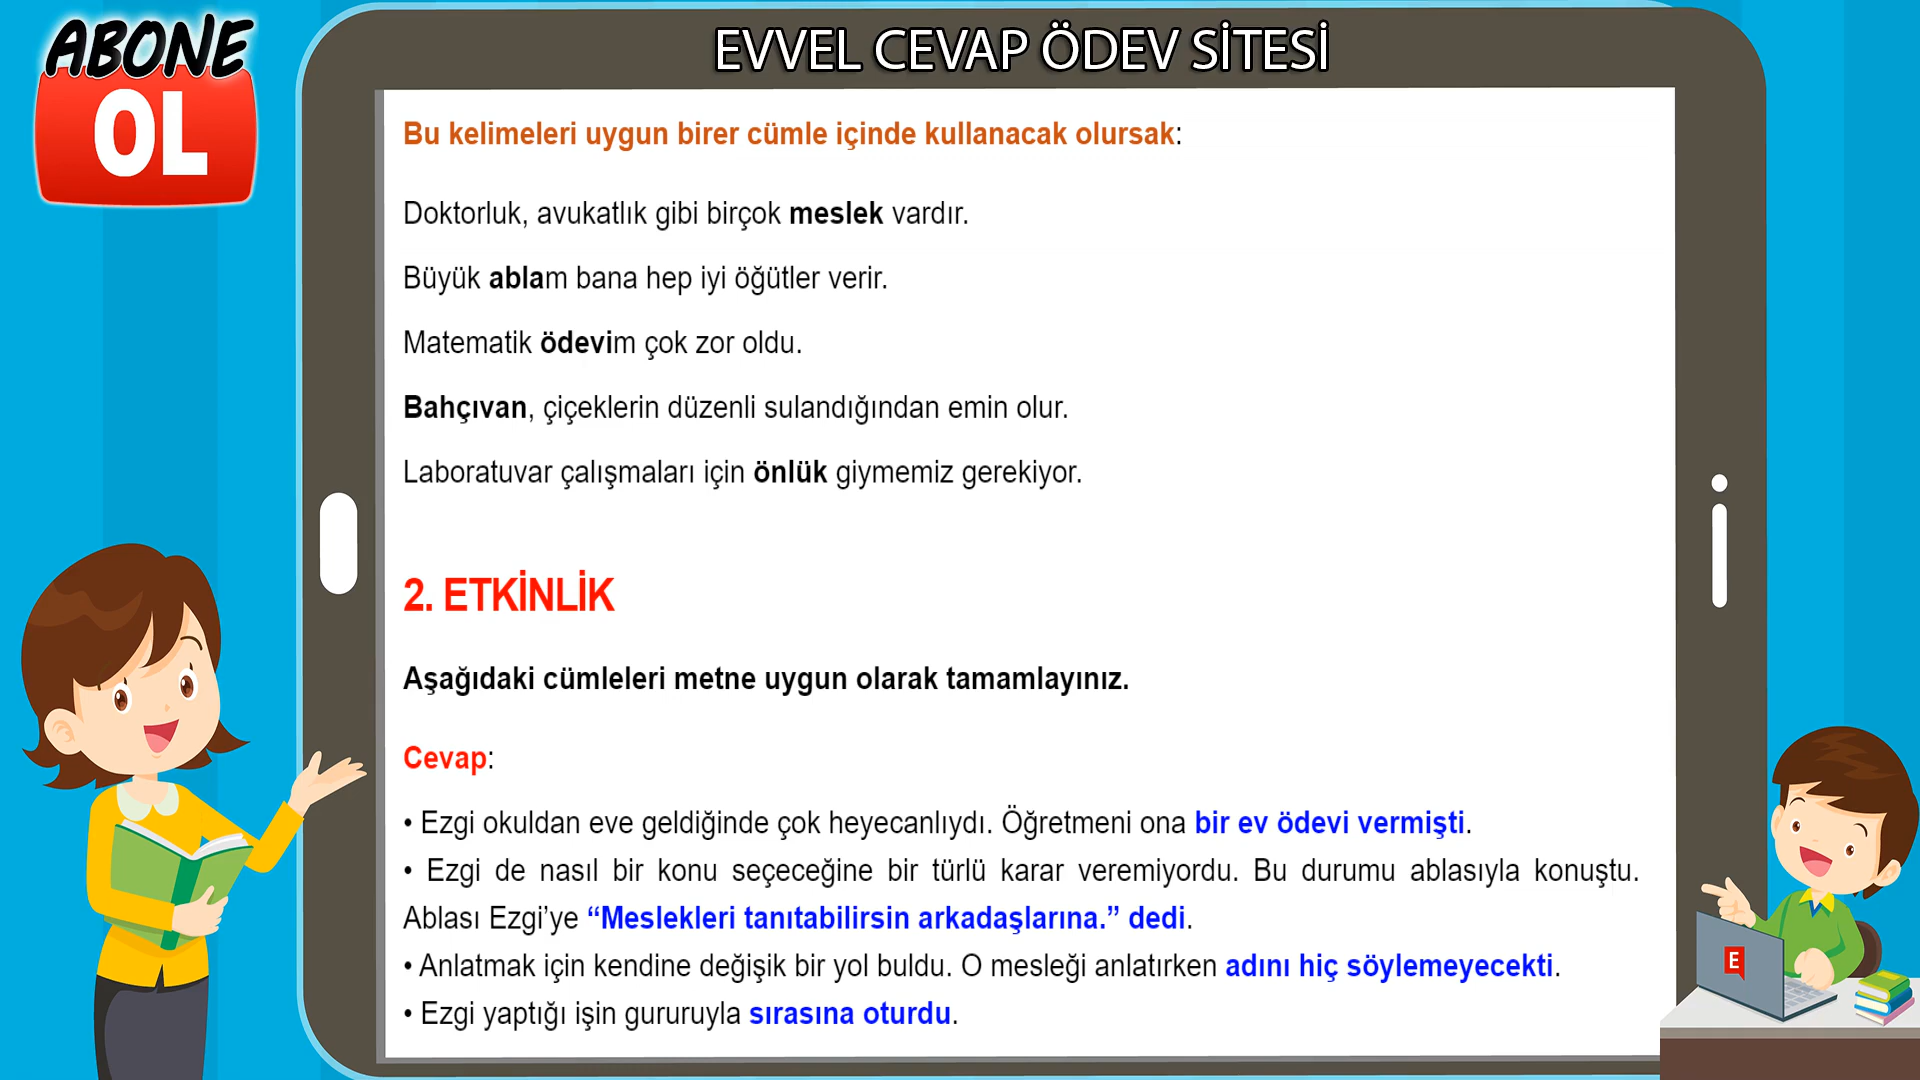 ABONE
OL
EVVEL CEVAP ÖDEV SİTESİ
Bu kelimeleri uygun birer cümle içinde kullanacak olursak:
Doktorluk, avukatlık gibi birçok meslek vardır.
Büyük ablam bana hep iyi öğütler verir.
Matematik ödevim çok zor oldu.
Bahçıvan, çiçeklerin düzenli sulandığından emin olur.
Laboratuvar çalışmaları için önlük giymemiz gerekiyor.
2. ETKİNLİK
Aşağıdaki cümleleri metne uygun olarak tamamlayınız.
Cevap:
• Ezgi okuldan eve geldiğinde çok heyecanlıydı. Öğretmeni ona bir ev ödevi vermişti.
• Ezgi de nasıl bir konu seçeceğine bir türlü karar veremiyordu. Bu durumu ablasıyla konuştu.
Ablası Ezgi’ye “Meslekleri tanıtabilirsin arkadaşlarına.” dedi.
• Anlatmak için kendine değişik bir yol buldu. O mesleği anlatırken adını hiç söylemeyecekti.
• Ezgi yaptığı işin gururuyla sırasına oturdu.
E